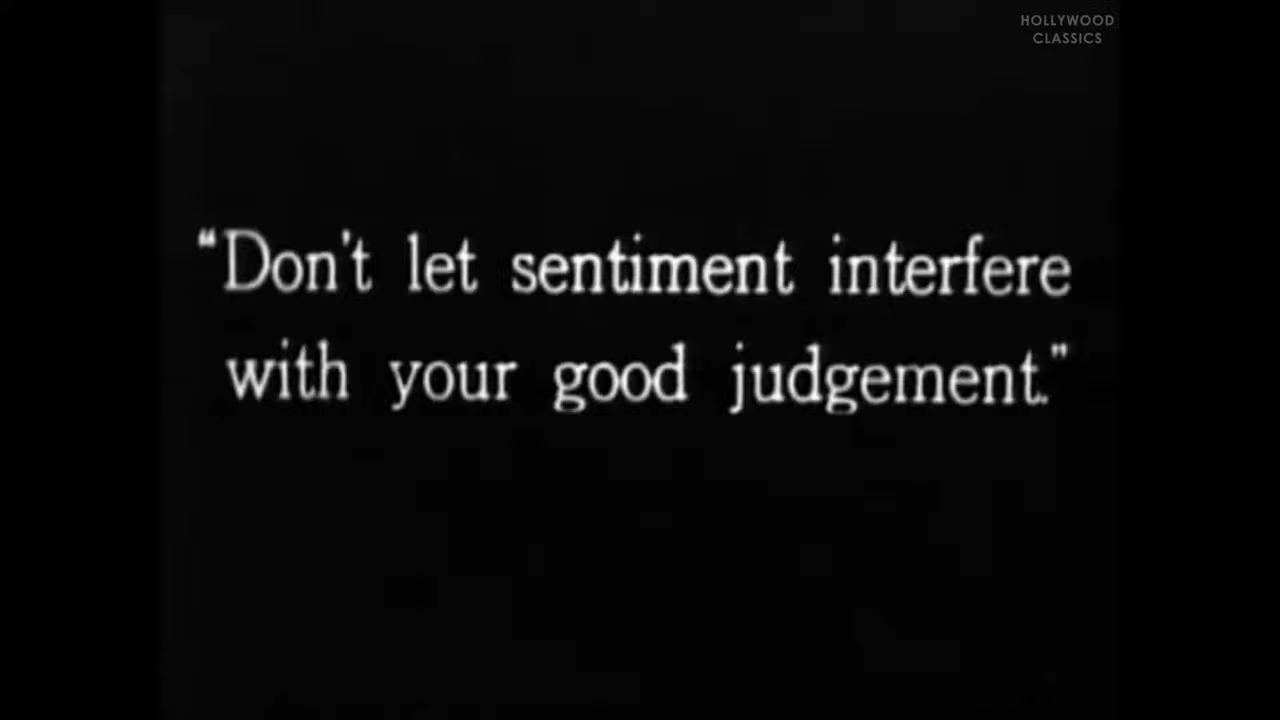 HOLLYWOOD
CLASSICS
“Don't let sentiment interfere
with your good judgement.”